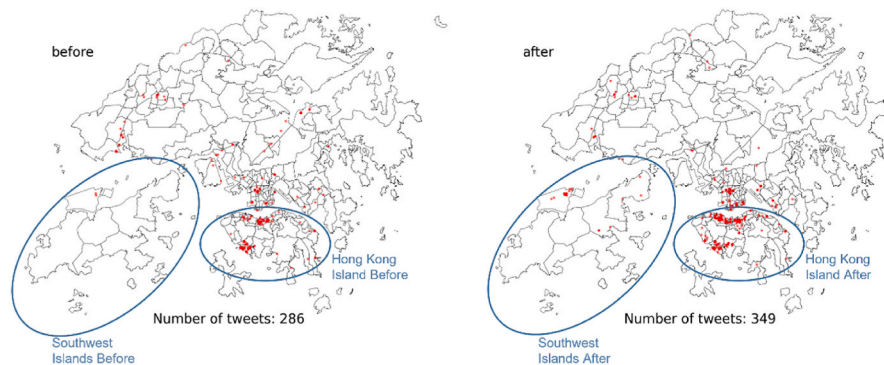 before
after
Hong Kong
Island Before
Hong Kong
Island After
Number of tweets: 286
Number of tweets: 349
Southwest
Islands Before
Southwest
Islands After